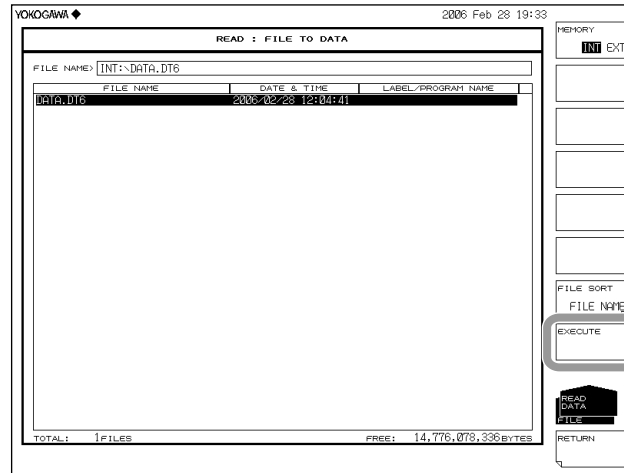 YOKOGAWA ◆ 2006 Feb 28 19:33
READ : FILE TO DATA
FILE NAME> INT:\DATA.DT6
FILE NAME DATE & TIME LABEL/PROGRAM NAME
DATA.DT6 2006/02/28 12:04:41
TOTAL: 1FILES FREE: 14,776,078,336BYTES
MEMORY
INT EXT
FILE SORT
FILE NAME
EXECUTE
READ
DATA
FILE
RETURN